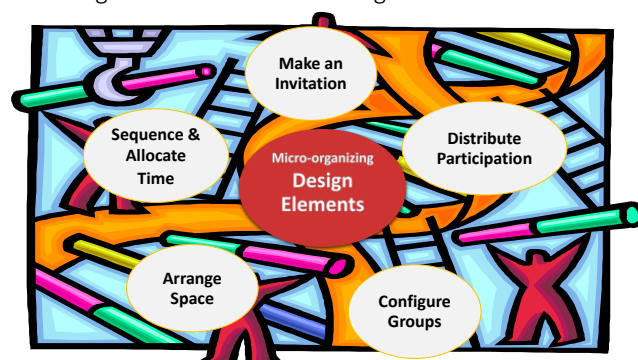 Make an
Invitation
Sequence &
Allocate
Time
Distribute
Participation
Micro-organizing
Design
Elements
Arrange
Space
Configure
Groups